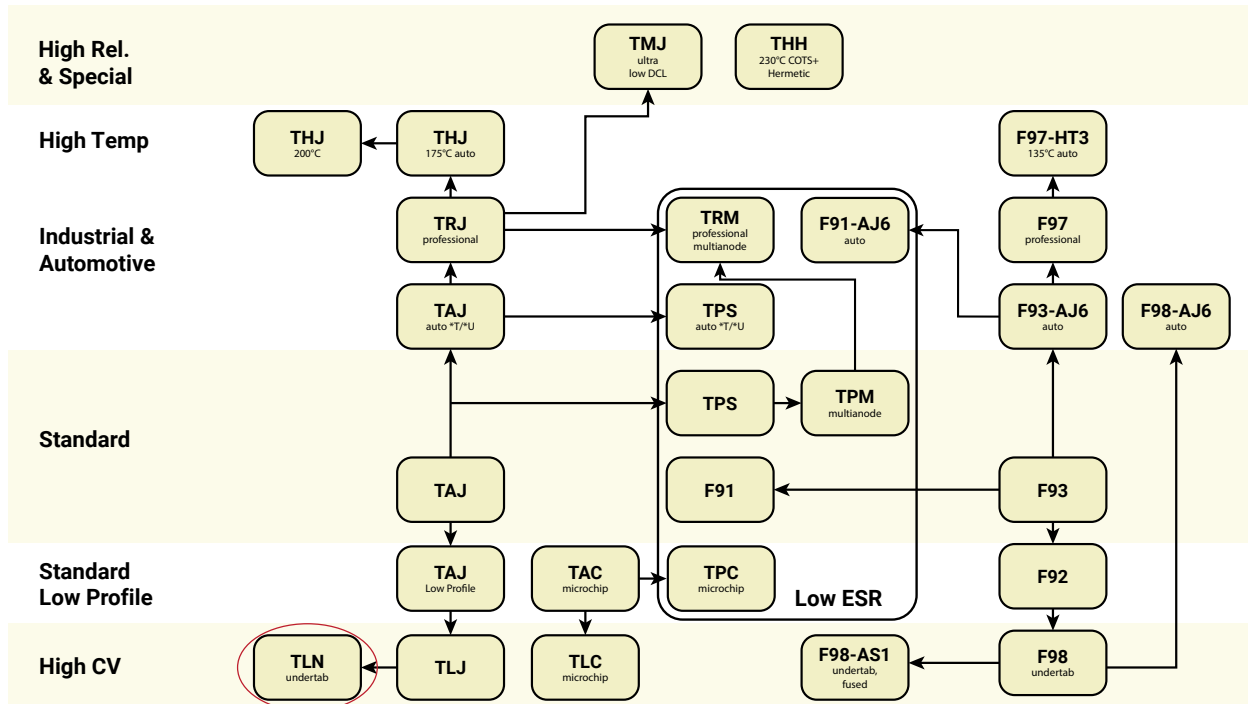 High Rel.
& Special
TMJ
ultra
low DCL
THH
230°C COTS+
Hermetic
High Temp
THJ
200°C
THJ
175°C auto
F97-HT3
135°C auto
Industrial &
Automotive
TRJ
professional
TRM
professional
multianode
F91-AJ6
auto
F97
professional
TAJ
auto *T/*U
TPS
auto *T/*U
F93-AJ6
auto
F98-AJ6
auto
Standard
TPS
TPM
multianode
TAJ
F91
F93
Standard
Low Profile
TAJ
Low Profile
TAC
microchip
TPC
microchip
Low ESR
F92
High CV
TLN
undertab
TLJ
TLC
microchip
F98-AS1
undertab,
fused
F98
undertab